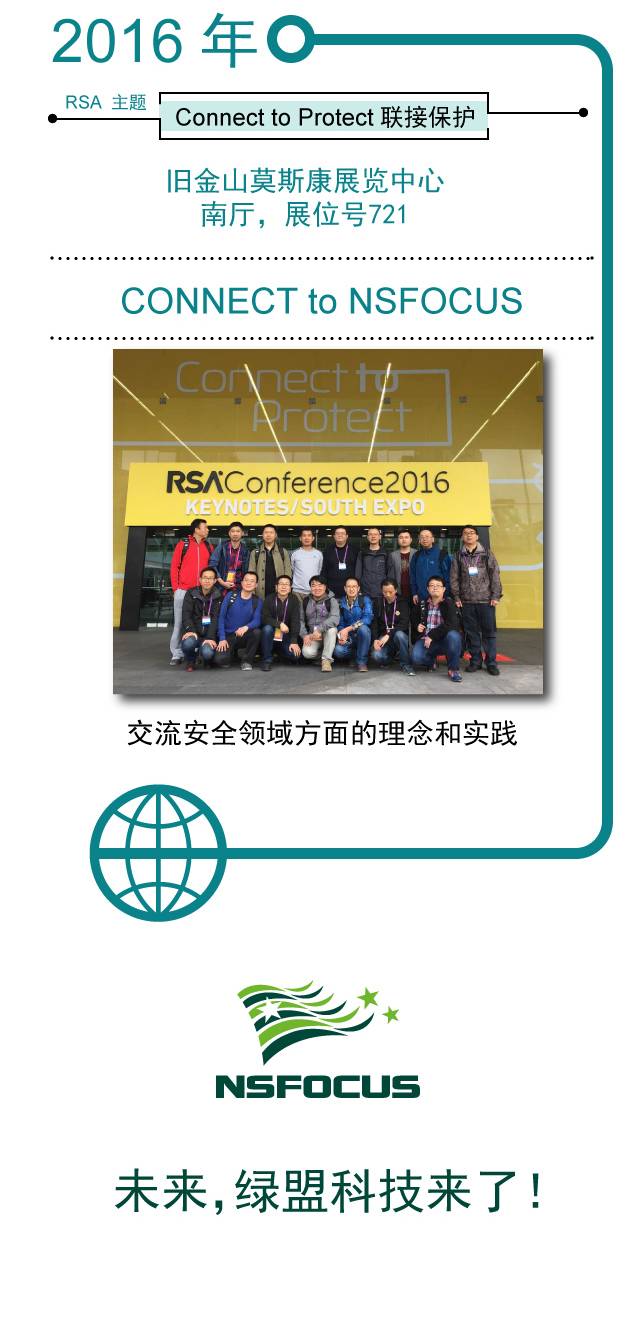 2016 年
RSA 主题
Connect to Protect 联接保护
旧金山莫斯康展览中心
南厅，展位号721
CONNECT to NSFOCUS
Connect to
Protect
RSAConference2016
KEYNOTES/SOUTH EXPO
交流安全领域方面的理念和实践
NSFOCUS
未来,绿盟科技来了!